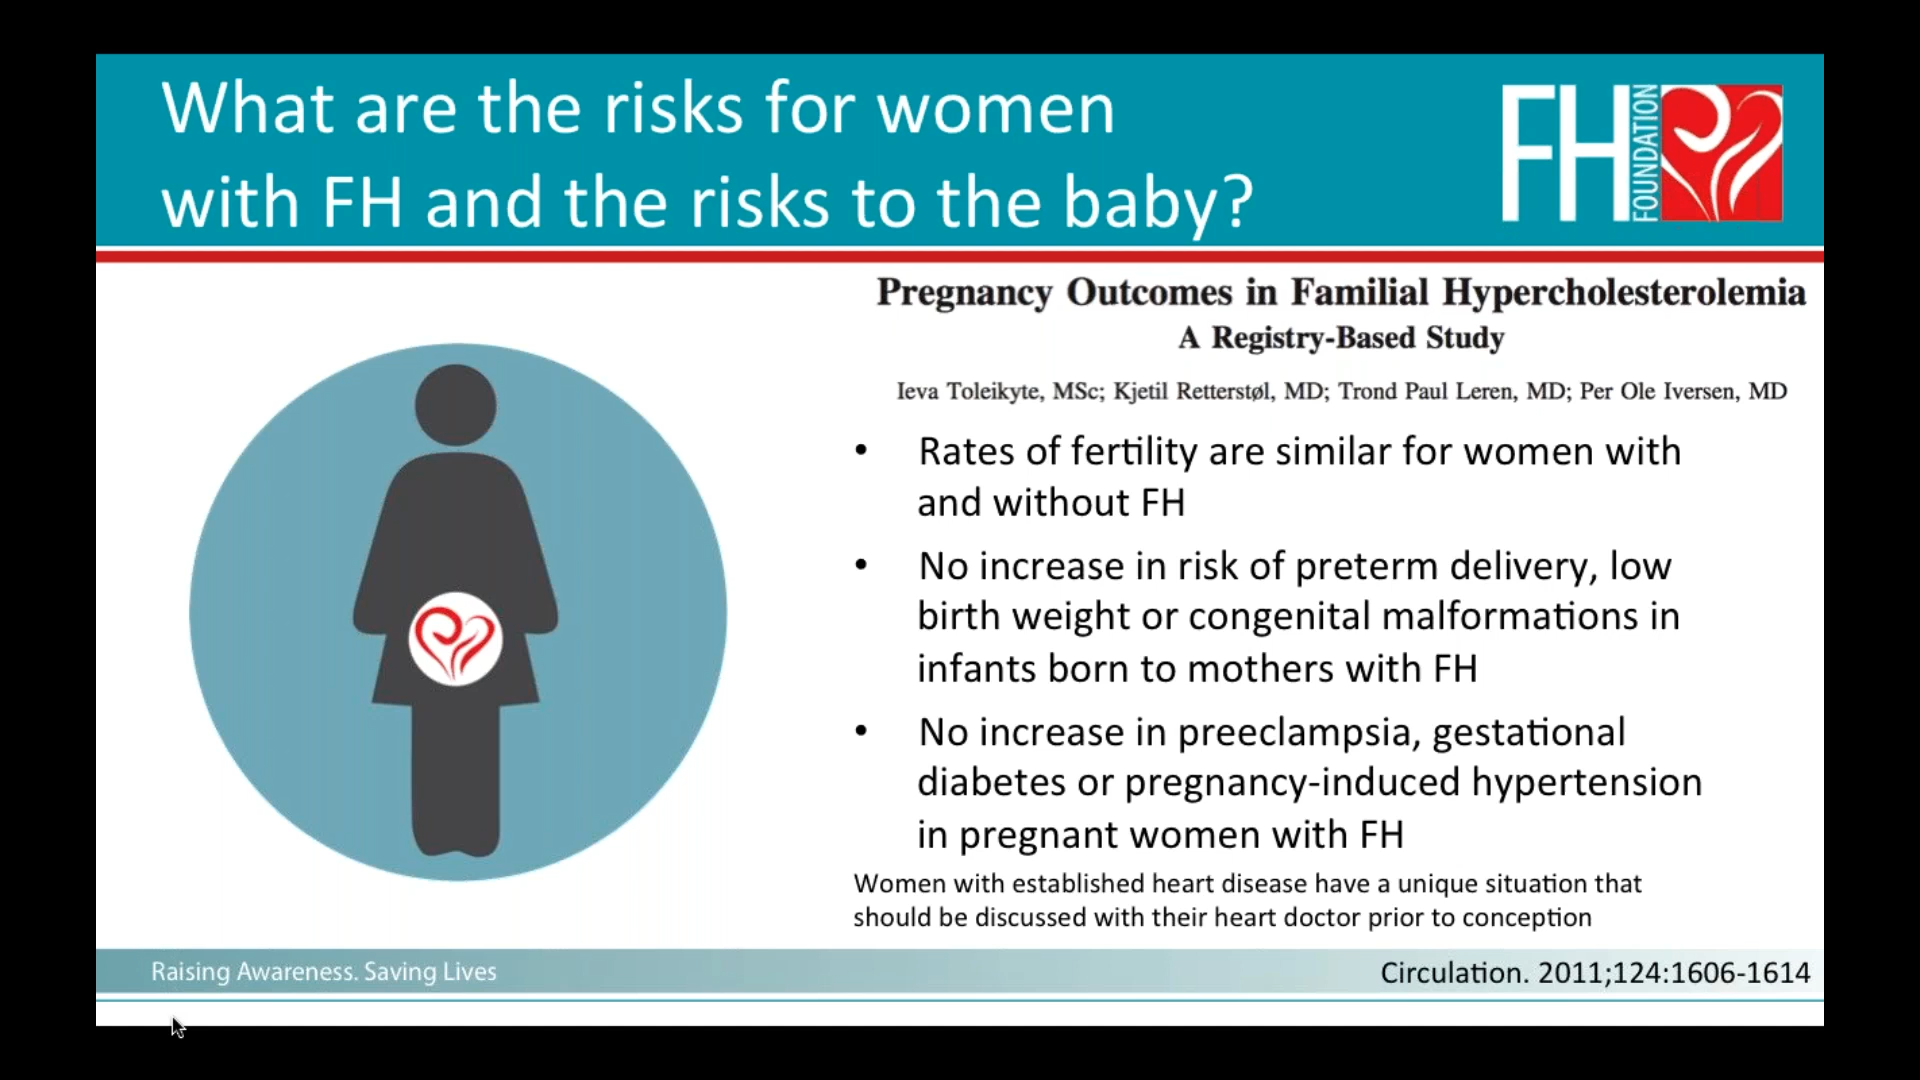 What are the risks for women
with FH and the risks to the baby?
FH
FOUNDATION
Pregnancy Outcomes in Familial Hypercholesterolemia
A Registry-Based Study
Ieva Toleikyte, MSc; Kjetil Retterstøl, MD; Trond Paul Leren, MD; Per Ole Iversen, MD
• Rates of fertility are similar for women with
and without FH
• No increase in risk of preterm delivery, low
birth weight or congenital malformations in
infants born to mothers with FH
• No increase in preeclampsia, gestational
diabetes or pregnancy-induced hypertension
in pregnant women with FH
Women with established heart disease have a unique situation that
should be discussed with their heart doctor prior to conception
Raising Awareness. Saving Lives
Circulation. 2011;124:1606-1614